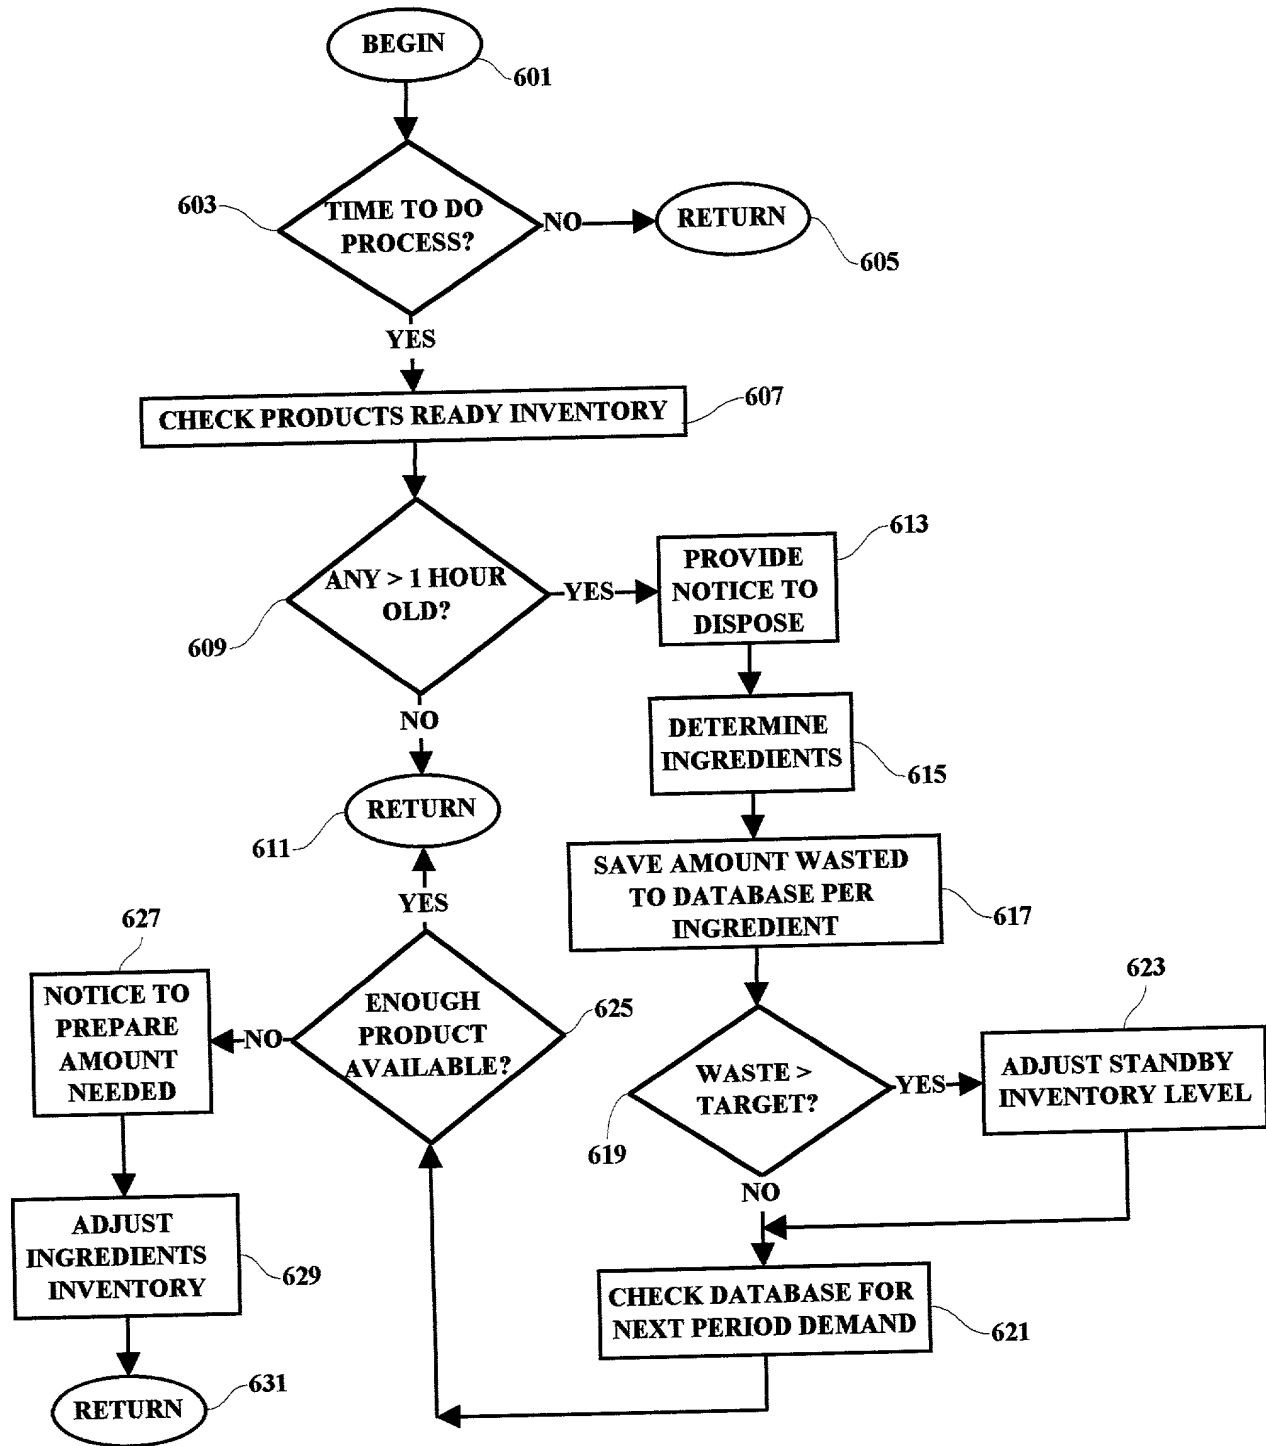 BEGIN
601
603
TIME TO DO
PROCESS?
NO
RETURN
605
YES
CHECK PRODUCTS READY INVENTORY
607
ANY > 1 HOUR
OLD?
609
YES
PROVIDE
NOTICE TO
DISPOSE
613
NO
DETERMINE
INGREDIENTS
615
RETURN
611
SAVE AMOUNT WASTED
TO DATABASE PER
INGREDIENT
617
YES
627
NOTICE TO
PREPARE
AMOUNT
NEEDED
NO
ENOUGH
PRODUCT
AVAILABLE?
625
WASTE >
TARGET?
619
YES
623
ADJUST STANDBY
INVENTORY LEVEL
NO
ADJUST
INGREDIENTS
INVENTORY
629
CHECK DATABASE FOR
NEXT PERIOD DEMAND
621
RETURN
631